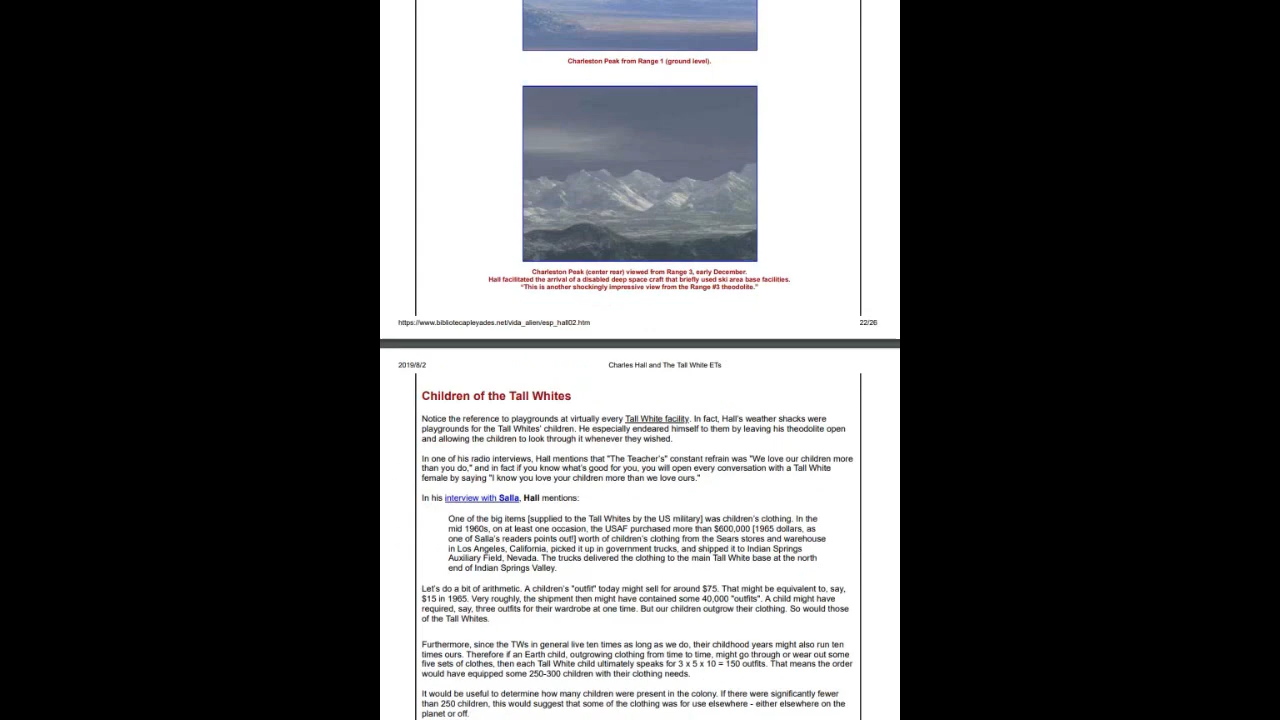 Charleston Peak from Range 1 (ground level).
Charleston Peak (center rear) viewed from Range 3, early December.
Hall facilitated the arrival of a disabled deep space craft that briefly used ski area base facilities.
"This is another shockingly impressive view from the Range #3 theodolite."
https://www.bibliotecapleyades.net/vida_alien/esp_hall02.htm 22/26
2019/8/2 Charles Hall and The Tall White ETs
Children of the Tall Whites
Notice the reference to playgrounds at virtually every Tall White facility. In fact, Hall's weather shacks were
playgrounds for the Tall Whites' children. He especially endeared himself to them by leaving his theodolite open
and allowing the children to look through it whenever they wished.
In one of his radio interviews, Hall mentions that "The Teacher's" constant refrain was "We love our children more
than you do," and in fact if you know what's good for you, you will open every conversation with a Tall White
female by saying "I know you love your children more than we love ours."
In his interview with Salla, Hall mentions:
One of the big items [supplied to the Tall Whites by the US military] was children's clothing. In the
mid 1960s, on at least one occasion, the USAF purchased more than $600,000 [1965 dollars, as
one of Salla's readers points out!] worth of children's clothing from the Sears stores and warehouse
in Los Angeles, California, picked it up in government trucks, and shipped it to Indian Springs
Auxiliary Field, Nevada. The trucks delivered the clothing to the main Tall White base at the north
end of Indian Springs Valley.
Let's do a bit of arithmetic. A children's "outfit" today might sell for around $75. That might be equivalent to, say,
$15 in 1965. Very roughly, the shipment then might have contained some 40,000 "outfits". A child might have
required, say, three outfits for their wardrobe at one time. But our children outgrow their clothing. So would those
of the Tall Whites.
Furthermore, since the TWs in general live ten times as long as we do, their childhood years might also run ten
times ours. Therefore if an Earth child, outgrowing clothing from time to time, might go through or wear out some
five sets of clothes, then each Tall White child ultimately speaks for 3 x 5 x 10 = 150 outfits. That means the order
would have equipped some 250-300 children with their clothing needs.
It would be useful to determine how many children were present in the colony. If there were significantly fewer
than 250 children, this would suggest that some of the clothing was for use elsewhere - either elsewhere on the
planet or off.